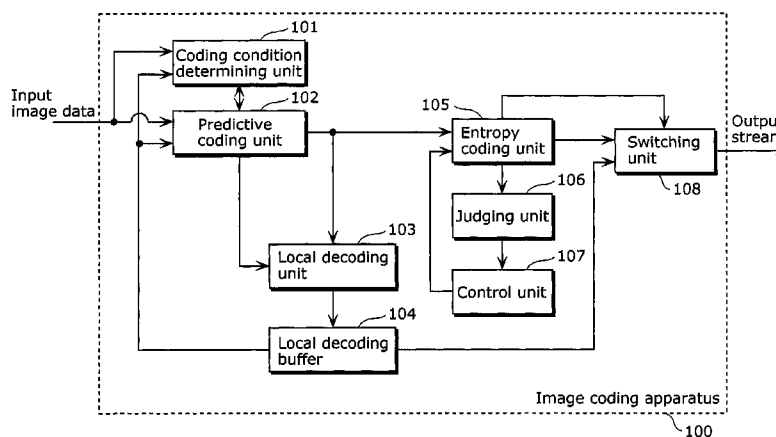 101
Coding condition
determining unit
Input
image data
102
Predictive
coding unit
105
Entropy
coding unit
Output
stream
Switching
unit
108
106
Judging unit
103
Local decoding
unit
107
Control unit
104
Local decoding
buffer
Image coding apparatus
100